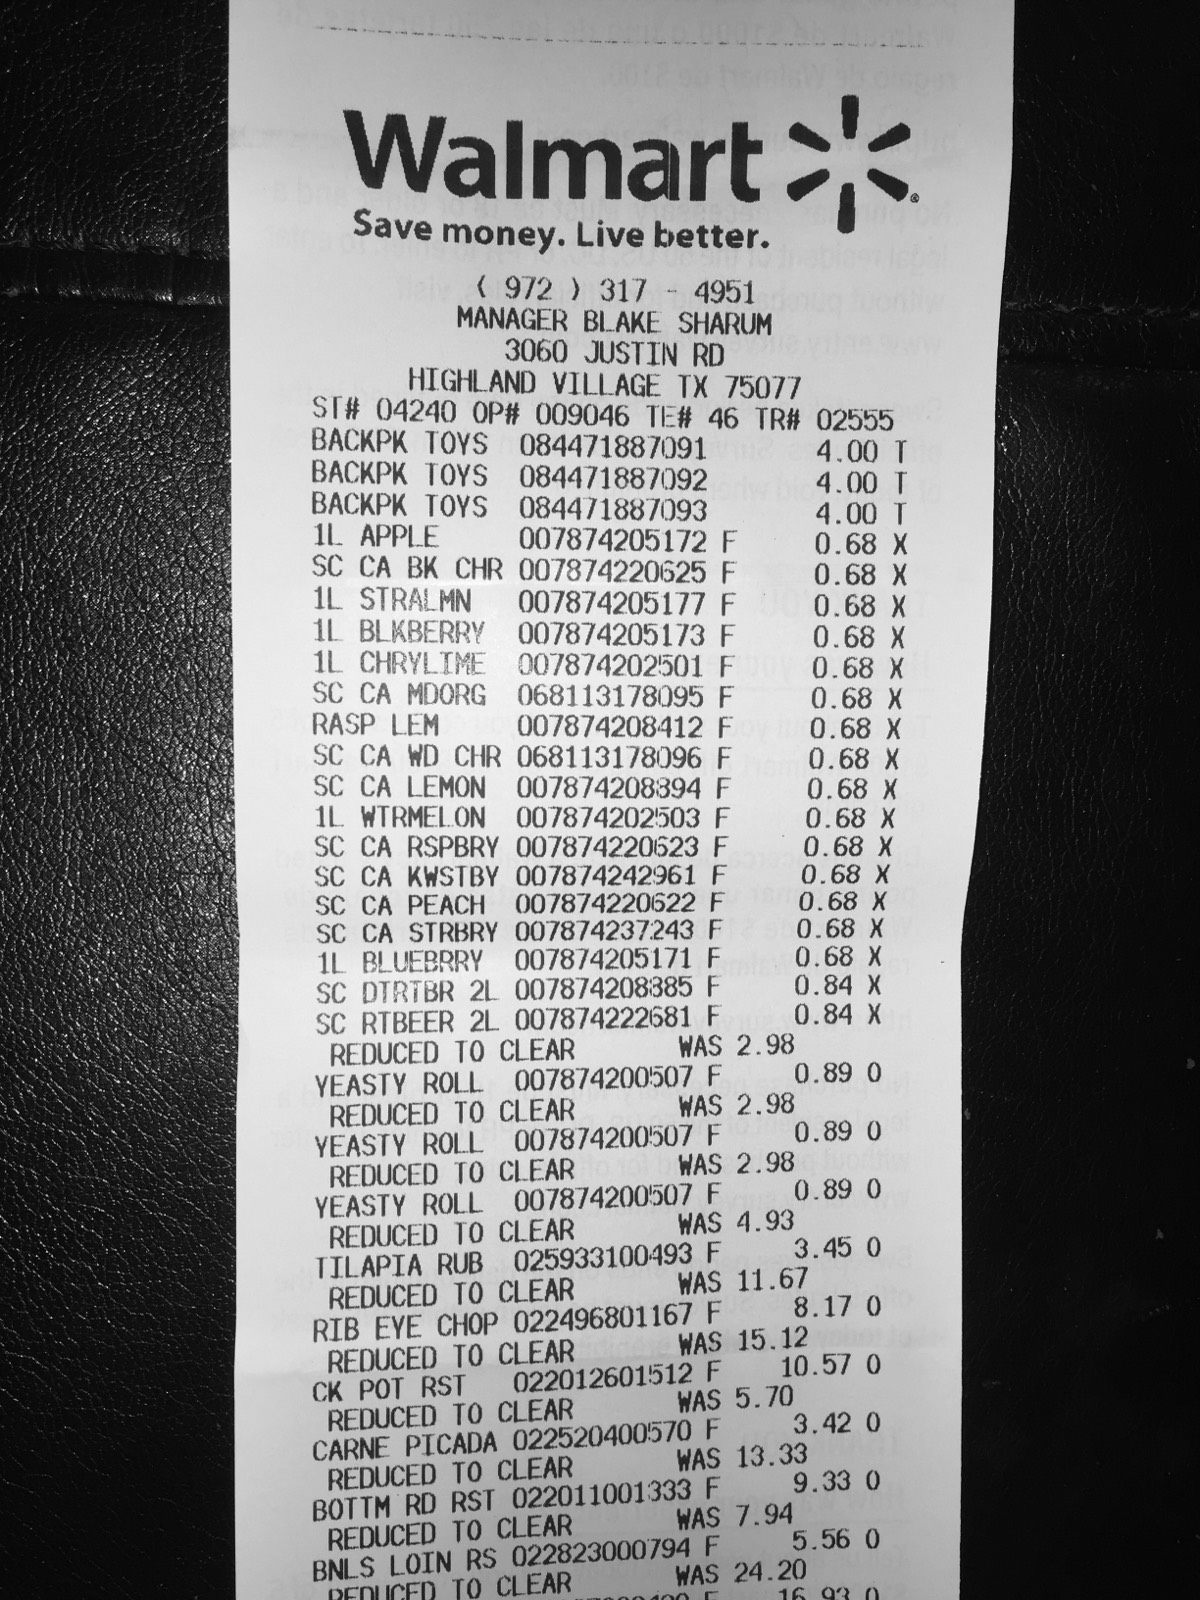 Walmart
Save money. Live better.
( 972 ) 317 - 4951
MANAGER BLAKE SHARUM
3060 JUSTIN RD
HIGHLAND VILLAGE TX 75077
ST# 04240 OP# 009046 TE# 46 TR# 02555
BACKPK TOYS 084471887091 4.00 T
BACKPK TOYS 084471887092 4.00 T
BACKPK TOYS 084471887093 4.00 T
1L APPLE 007874205172 F 0.68 X
SC CA BK CHR 007874220625 F 0.68 X
1L STRALMN 007874205177 F 0.68 X
1L BLKBERRY 007874205173 F 0.68 X
1L CHRYLIME 007874202501 F 0.68 X
SC CA MDORG 068113178095 F 0.68 X
RASP LEM 007874208412 F 0.68 X
SC CA WD CHR 068113178096 F 0.68 X
SC CA LEMON 007874208394 F 0.68 X
1L WTRMELON 007874202503 F 0.68 X
SC CA RSPBRY 007874220623 F 0.68 X
SC CA KWSTBY 007874242961 F 0.68 X
SC CA PEACH 007874220622 F 0.68 X
SC CA STRBRY 007874237243 F 0.68 X
1L BLUEBRRY 007874205171 F 0.68 X
SC DTRTBR 2L 007874208385 F 0.84 X
SC RTBEER 2L 007874222681 F 0.84 X
REDUCED TO CLEAR WAS 2.98
YEASTY ROLL 007874200507 F 0.89 O
REDUCED TO CLEAR WAS 2.98
YEASTY ROLL 007874200507 F 0.89 O
REDUCED TO CLEAR WAS 2.98
YEASTY ROLL 007874200507 F 0.89 O
REDUCED TO CLEAR WAS 4.93
TILAPIA RUB 025933100493 F 3.45 O
REDUCED TO CLEAR WAS 11.67
RIB EYE CHOP 022496801167 F 8.17 O
REDUCED TO CLEAR WAS 15.12
CK POT RST 022012601512 F 10.57 O
REDUCED TO CLEAR WAS 5.70
CARNE PICADA 022520400570 F 3.42 O
REDUCED TO CLEAR WAS 13.33
BOTTM RD RST 022011001333 F 9.33 O
REDUCED TO CLEAR WAS 7.94
BNLS LOIN RS 022823000794 F 5.56 O
REDUCED TO CLEAR WAS 24.20
16.93 O